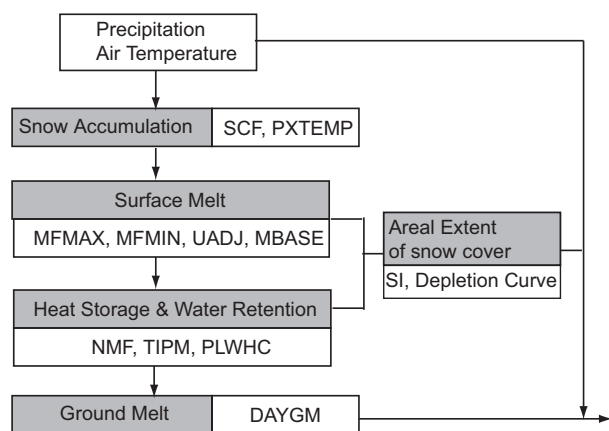 Precipitation
Air Temperature
Snow Accumulation
SCF, PXTEMP
Surface Melt
MFMAX, MFMIN, UADJ, MBASE
Areal Extent
of snow cover
SI, Depletion Curve
Heat Storage & Water Retention
NMF, TIPM, PLWHC
Ground Melt
DAYGM